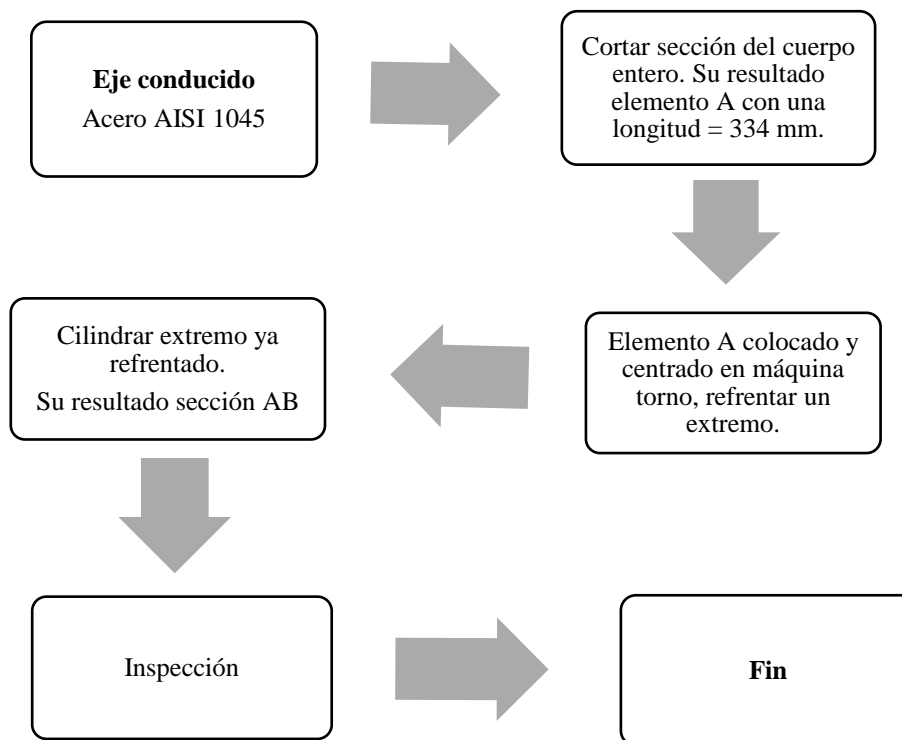 Eje conducido
Acero AISI 1045
Cortar sección del cuerpo
entero. Su resultado
elemento A con una
longitud = 334 mm.
Elemento A colocado y
centrado en máquina
torno, refrentar un
extremo.
Cilindrar extremo ya
refrentado.
Su resultado sección AB
Inspección
Fin